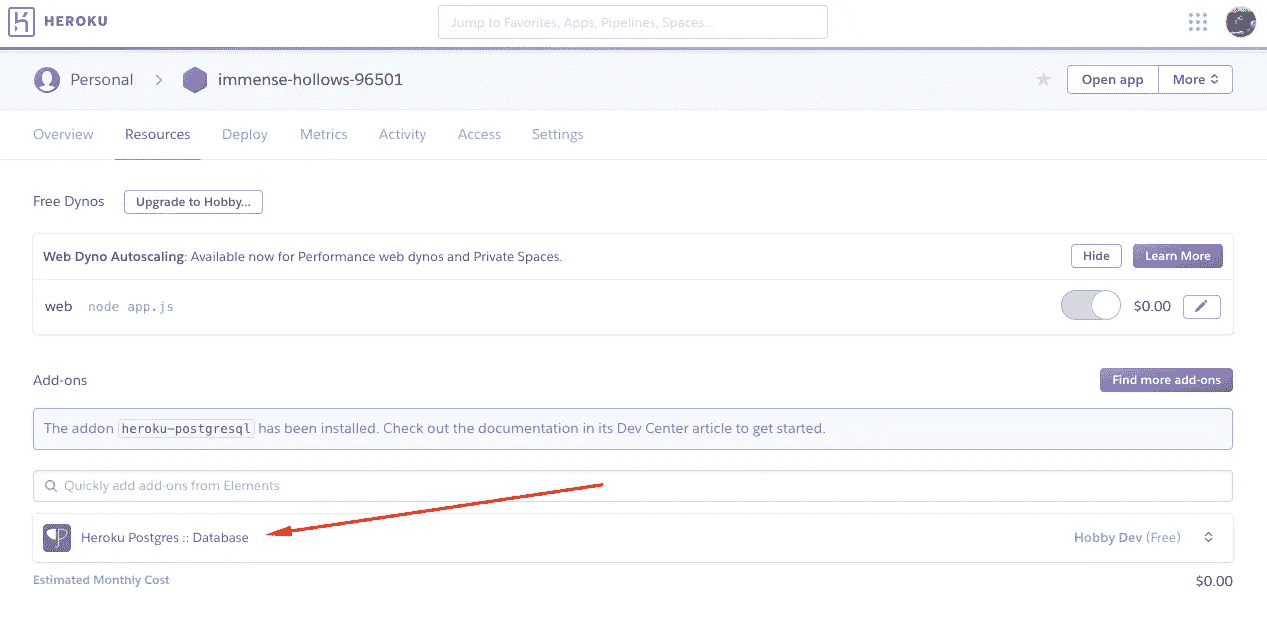 HEROKU
Jump to Favorites, Apps, Pipelines, Spaces...
Personal > immense-hollows-96501
Open app
More
Overview Resources Deploy Metrics Activity Access Settings
Free Dynos
Upgrade to Hobby...
Web Dyno Autoscaling: Available now for Performance web dynos and Private Spaces.
Hide
Learn More
web node app.js
$0.00
Add-ons
Find more add-ons
The addon heroku-postgresql has been installed. Check out the documentation in its Dev Center article to get started.
Quickly add add-ons from Elements
Heroku Postgres :: Database
Hobby Dev (Free)
Estimated Monthly Cost
$0.00